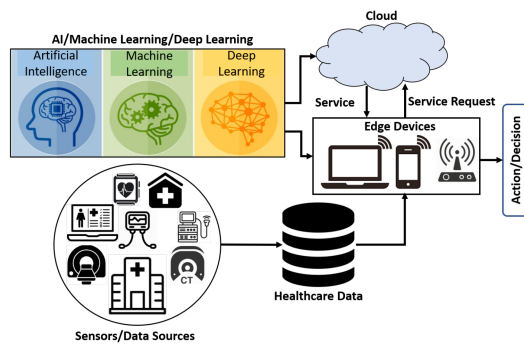 AI/Machine Learning/Deep Learning
Artificial
Intelligence
Machine
Learning
Deep
Learning
Cloud
Service
Service Request
Edge Devices
Action/Decision
CT
Healthcare Data
Sensors/Data Sources